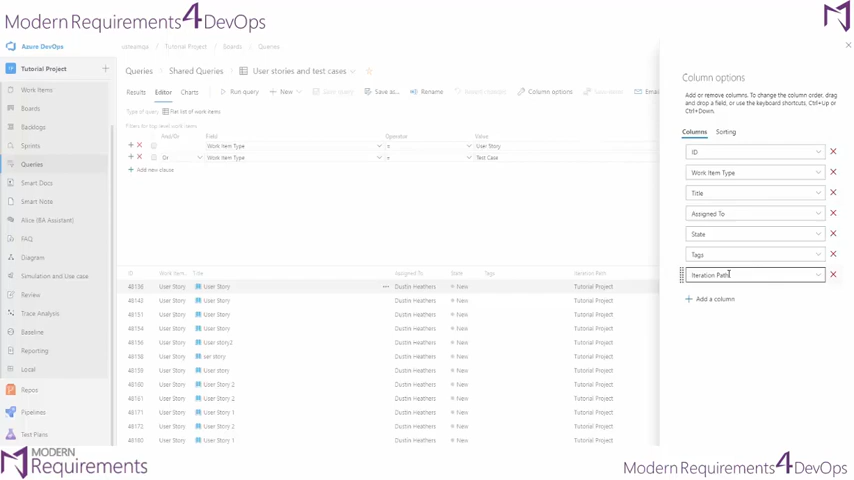 Modern Requirements4DevOps
Azure DevOps
Tutorial Project / Boards / Queries
Tutorial Project
Queries > Shared Queries > User stories and test cases
Column options
Add or remove columns. To change the column order, drag
and drop a field, or use the keyboard shortcuts, Ctrl+Up or
Ctrl+Down.
Work Items
Results Editor Charts Run query New Save as... Rename Column options
Boards
Type of query Flat list of work items
Backlogs
Filters for top level work items
Columns Sorting
Sprints
And/Or Field Operator Value
Work Item Type = User Story
ID
Queries
Or Work Item Type = Test Case
Add new clause
Work Item Type
Smart Docs
Title
Smart Note
Assigned To
Alice (BA Assistant)
State
FAQ
Tags
Diagram
Iteration Path
Simulation and Use case
ID Work Item... Title Assigned To State Tags Iteration Path
48136 User Story User Story ... Dustin Heathers New Tutorial Project
Add a column
Review
48143 User Story User Story Dustin Heathers New Tutorial Project
Trace Analysis
48151 User Story User Story Dustin Heathers New Tutorial Project
48154 User Story User Story Dustin Heathers New Tutorial Project
Baseline
48156 User Story User story2 Dustin Heathers New Tutorial Project
Reporting
48158 User Story ser story Dustin Heathers New Tutorial Project
Local
48159 User Story User story Dustin Heathers New Tutorial Project
48160 User Story User Story 2 Dustin Heathers New Tutorial Project
Repos
48161 User Story User Story 2 Dustin Heathers New Tutorial Project
Pipelines
48171 User Story User Story 1 Dustin Heathers New Tutorial Project
48172 User Story User Story 2 Dustin Heathers New Tutorial Project
Test Plans
48180 User Story User Story 1 Dustin Heathers New Tutorial Project
MODERN
Requirements
Modern Requirements4DevOps